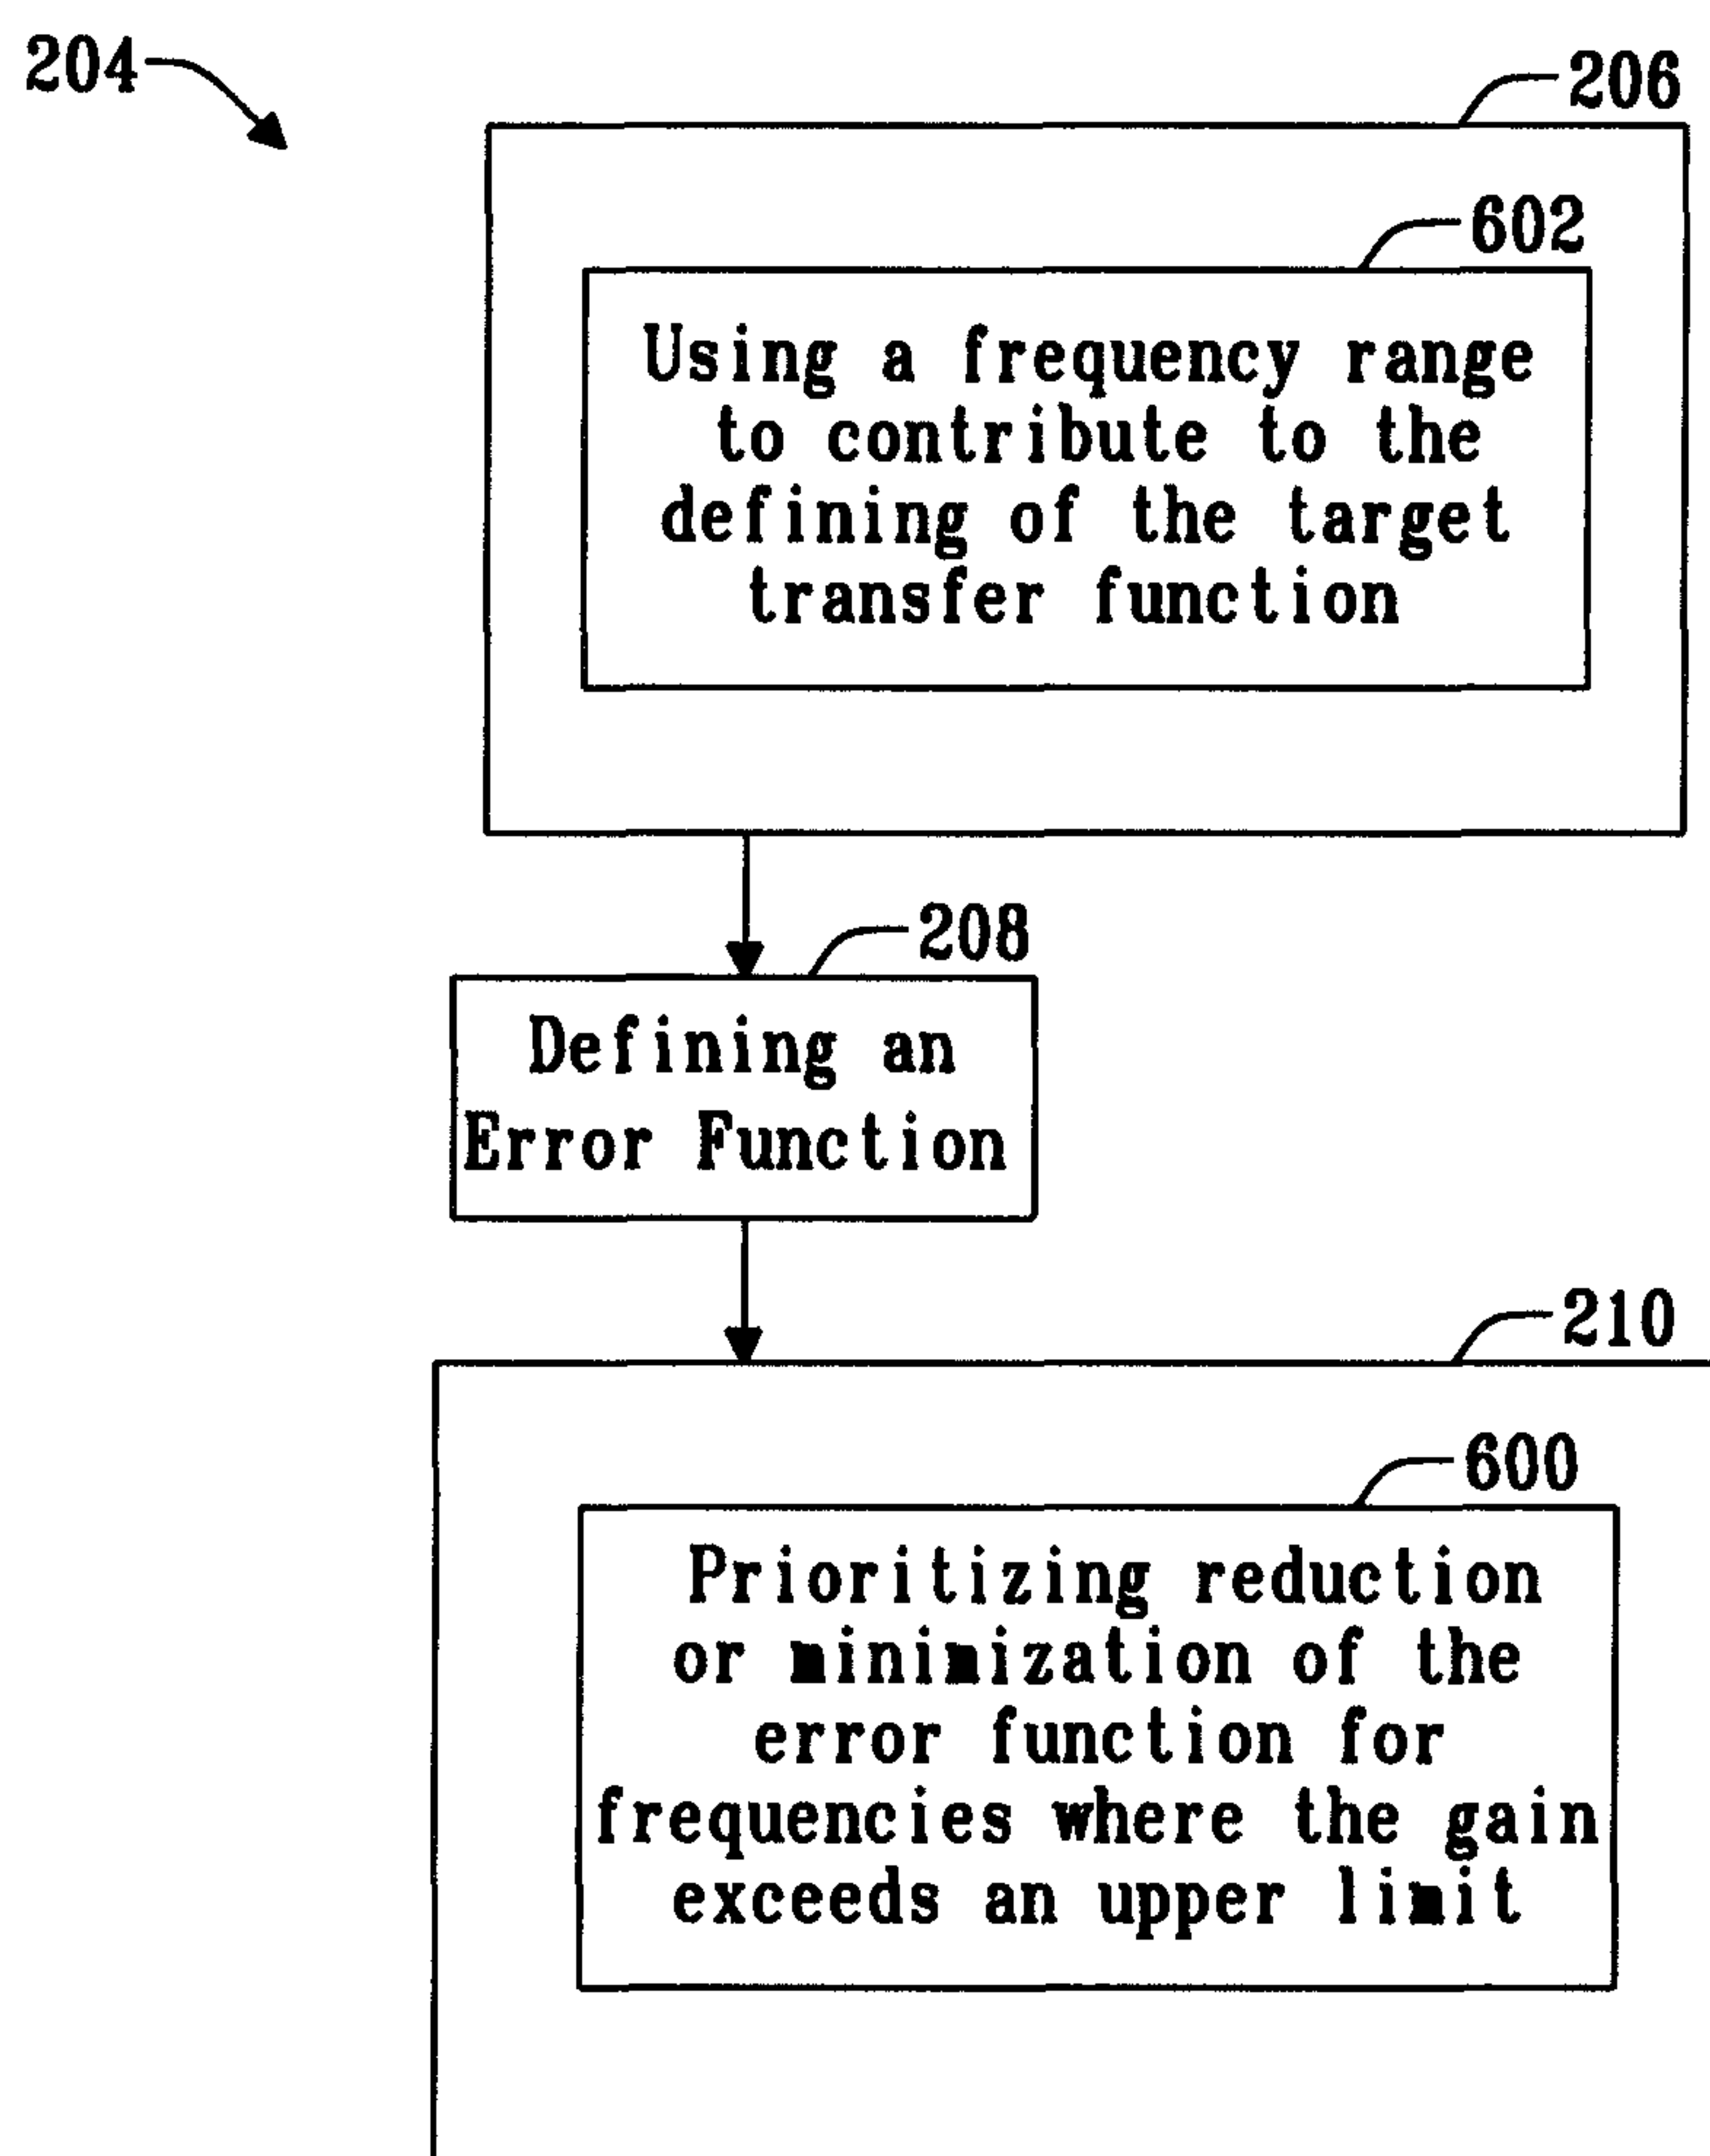 204
206
602
Using a frequency range
to contribute to the
defining of the target
transfer function
208
Defining an
Error Function
210
600
Prioritizing reduction
or minimization of the
error function for
frequencies where the gain
exceeds an upper limit